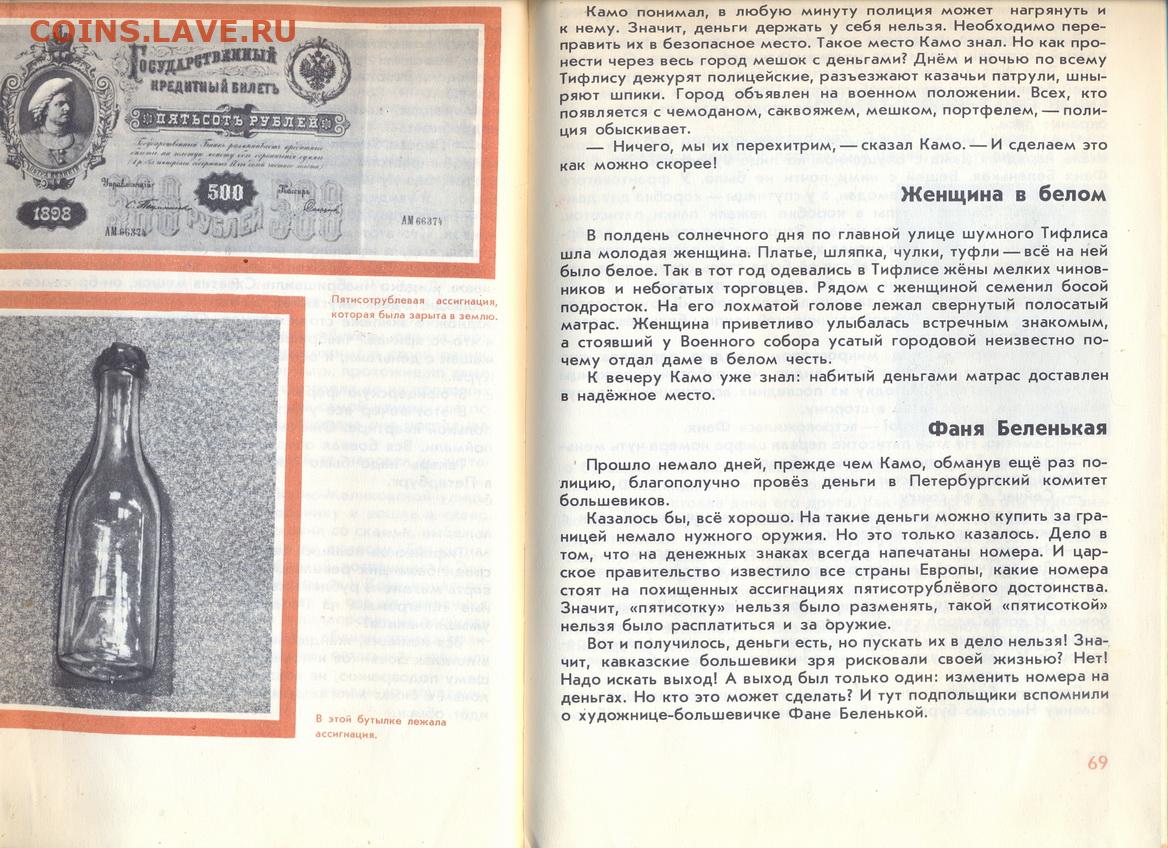 COINS.LAVE.RU
Государственный
кредитный билетъ
пятьсотъ рублей
Управляющій
500
Кассиръ
1898
АМ 66374
АМ 66374
Пятисотрублевая ассигнация,
которая была зарыта в землю.
В этой бутылке лежала
ассигнация.
Камо понимал, в любую минуту полиция может нагрянуть и
к нему. Значит, деньги держать у себя нельзя. Необходимо пере-
править их в безопасное место. Такое место Камо знал. Но как про-
нести через весь город мешок с деньгами? Днём и ночью по всему
Тифлису дежурят полицейские, разъезжают казачьи патрули, шны-
ряют шпики. Город объявлен на военном положении. Всех, кто
появляется с чемоданом, саквояжем, мешком, портфелем, — поли-
ция обыскивает.
— Ничего, мы их перехитрим, — сказал Камо. — И сделаем это
как можно скорее!
Женщина в белом
В полдень солнечного дня по главной улице шумного Тифлиса
шла молодая женщина. Платье, шляпка, чулки, туфли — всё на ней
было белое. Так в тот год одевались в Тифлисе жёны мелких чинов-
ников и небогатых торговцев. Рядом с женщиной семенил босой
подросток. На его лохматой голове лежал свернутый полосатый
матрас. Женщина приветливо улыбалась встречным знакомым,
а стоявший у Военного собора усатый городовой неизвестно по-
чему отдал даме в белом честь.
К вечеру Камо уже знал: набитый деньгами матрас доставлен
в надёжное место.
Фаня Беленькая
Прошло немало дней, прежде чем Камо, обманув ещё раз по-
лицию, благополучно провёз деньги в Петербургский комитет
большевиков.
Казалось бы, всё хорошо. На такие деньги можно купить за гра-
ницей немало нужного оружия. Но это только казалось. Дело в
том, что на денежных знаках всегда напечатаны номера. И цар-
ское правительство известило все страны Европы, какие номера
стоят на похищенных ассигнациях пятисотрублёвого достоинства.
Значит, «пятисотку» нельзя было разменять, такой «пятисоткой»
нельзя было расплатиться и за оружие.
Вот и получилось, деньги есть, но пускать их в дело нельзя! Зна-
чит, кавказские большевики зря рисковали своей жизнью? Нет!
Надо искать выход! А выход был только один: изменить номера на
деньгах. Но кто это может сделать? И тут подпольщики вспомнили
о художнице-большевичке Фане Беленькой.
69